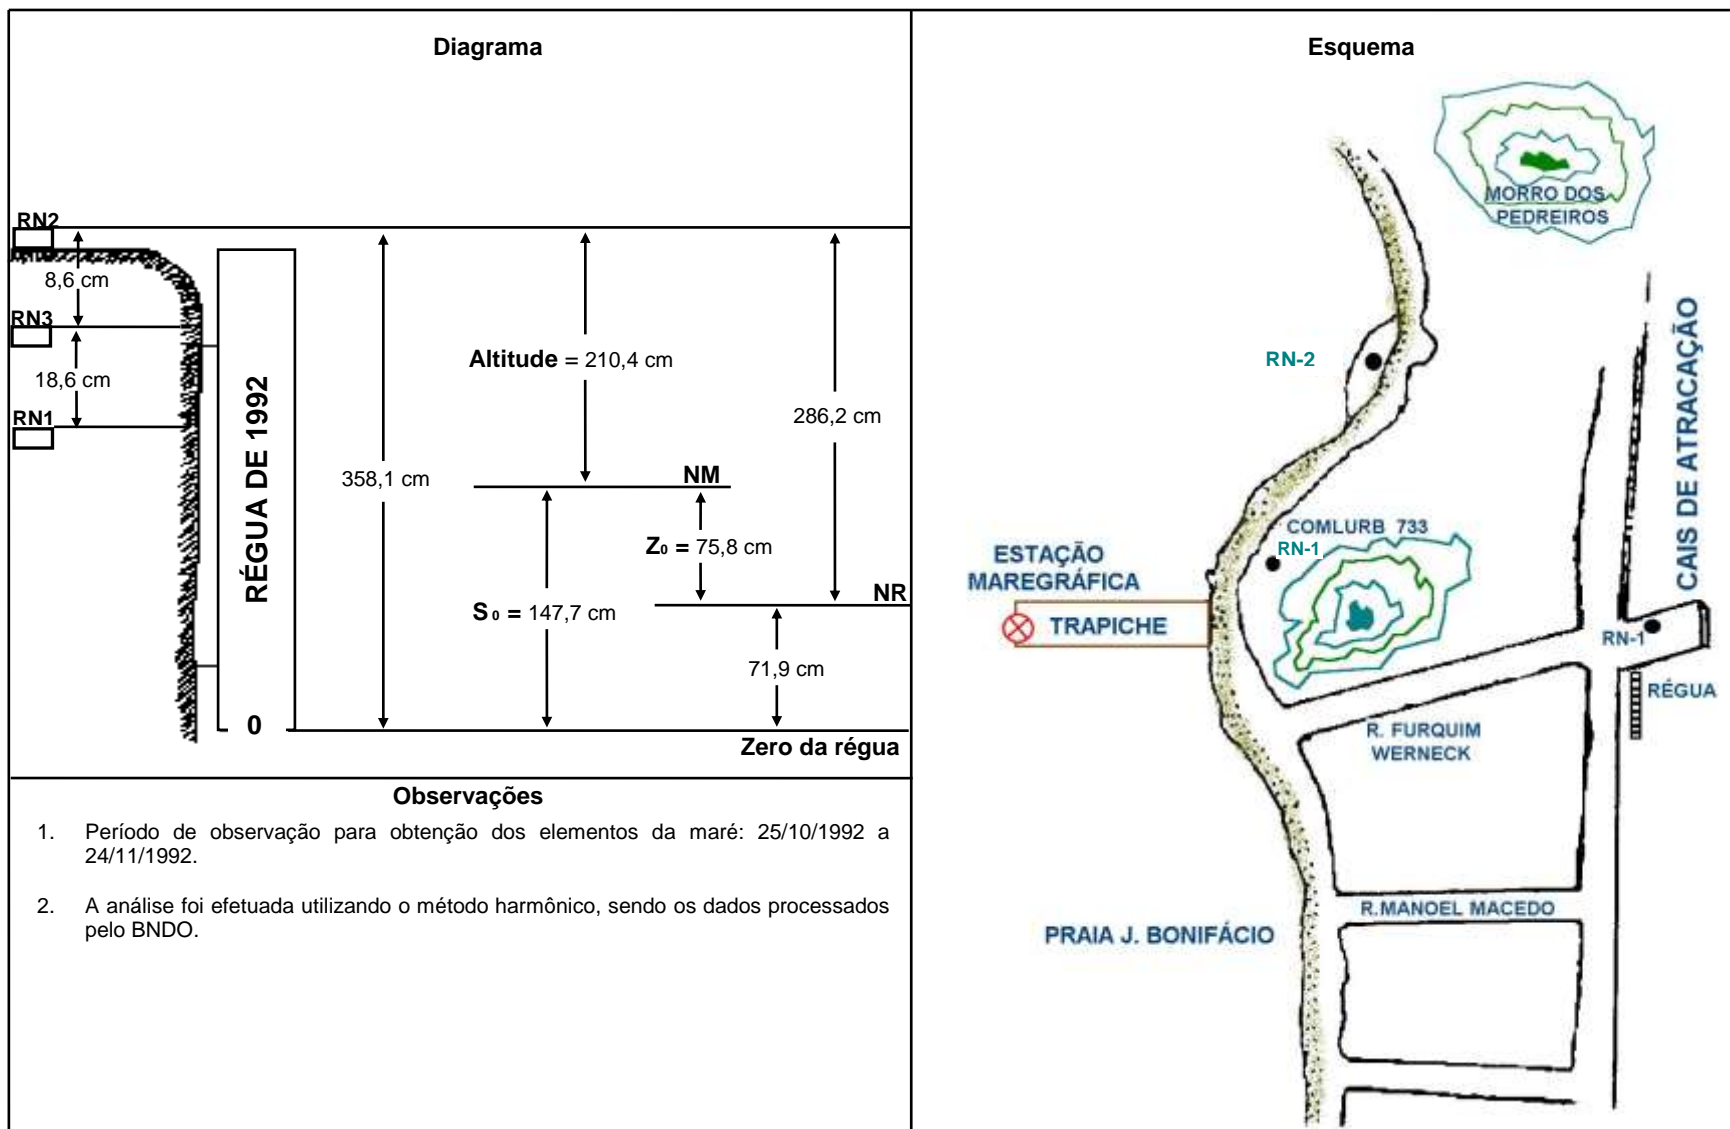 Diagrama
RN2
8,6 cm
RN3
18,6 cm
RN1
RÉGUA DE 1992
0
358,1 cm
Altitude = 210,4 cm
286,2 cm
NM
Z₀ = 75,8 cm
NR
S₀ = 147,7 cm
71,9 cm
Zero da régua
Observações
1. Período de observação para obtenção dos elementos da maré: 25/10/1992 a
24/11/1992.
2. A análise foi efetuada utilizando o método harmônico, sendo os dados processados
pelo BNDO.
Esquema
MORRO DOS
PEDREIROS
RN-2
CAIS DE ATRACAÇÃO
COMLURB 733
RN-1
ESTAÇÃO
MAREGRÁFICA
TRAPICHE
RN-1
RÉGUA
R. FURQUIM
WERNECK
R.MANOEL MACEDO
PRAIA J. BONIFÁCIO